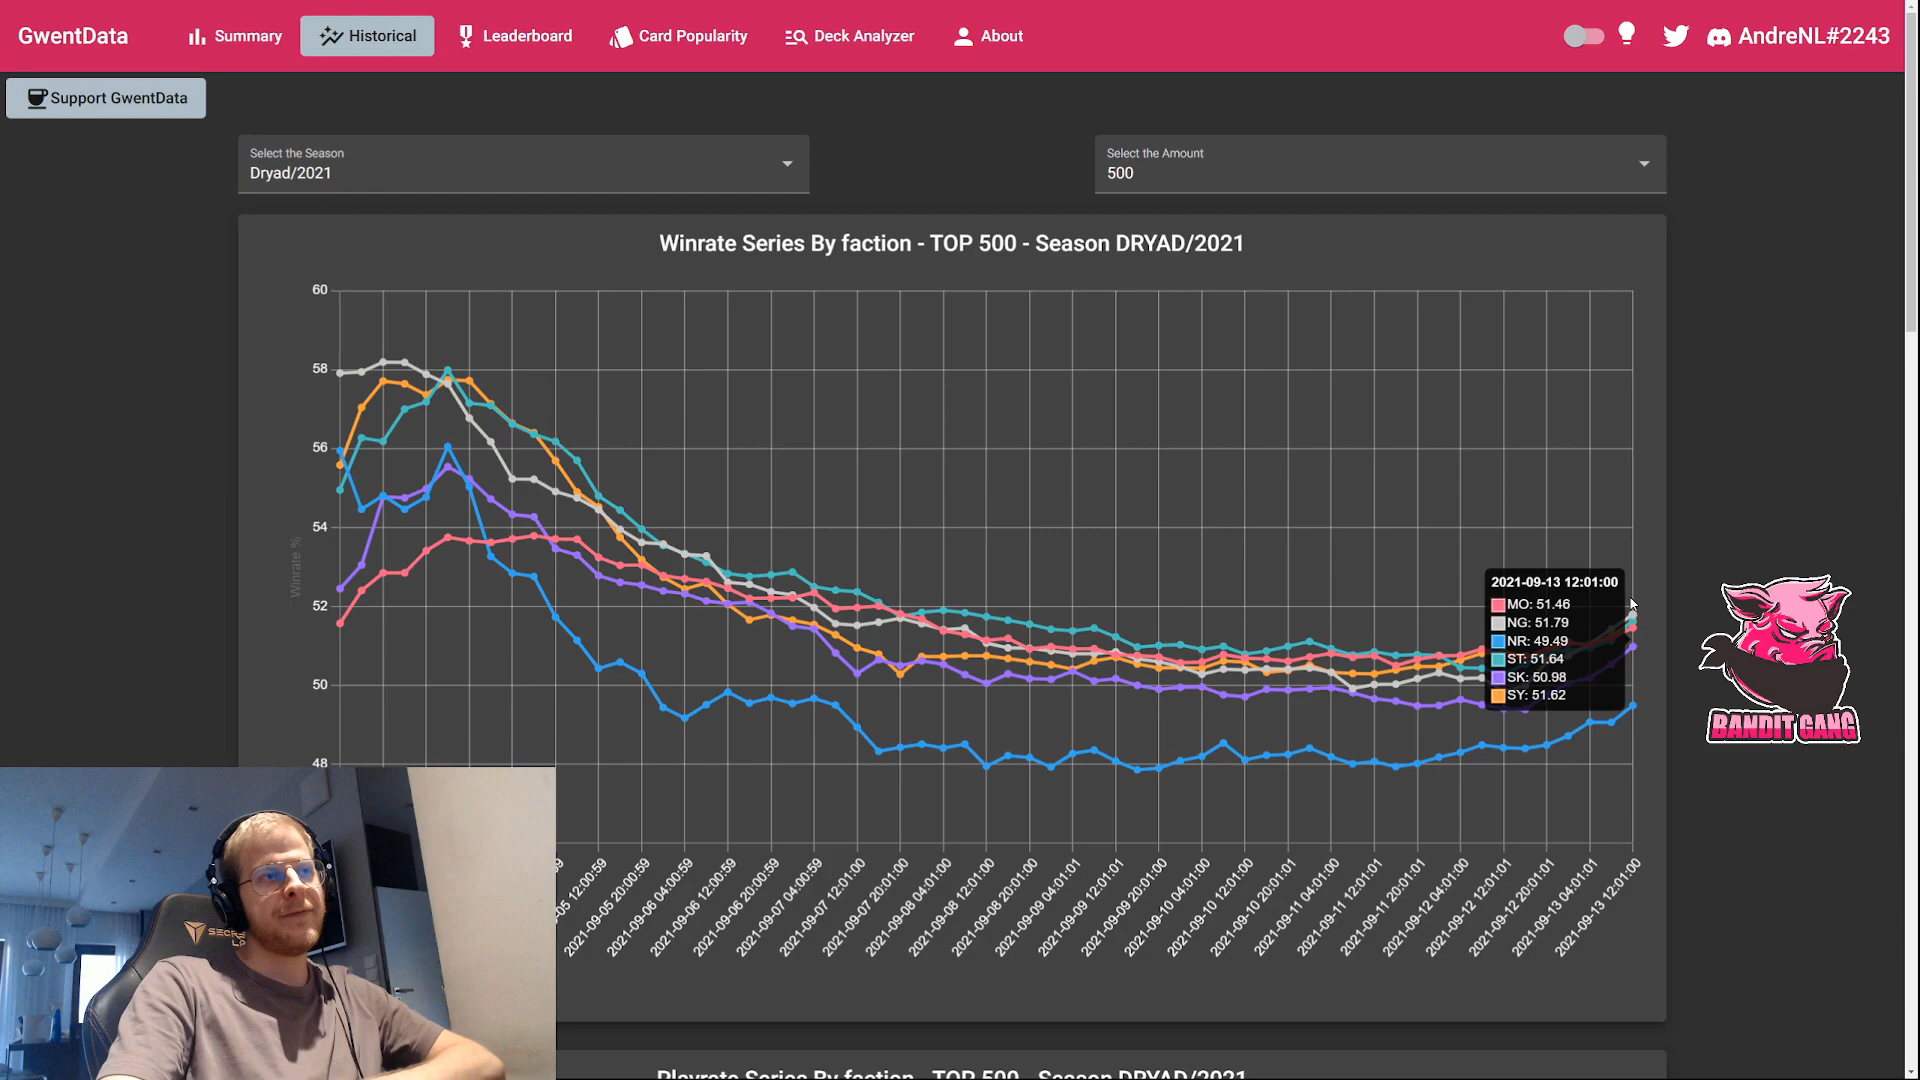 GwentData
Summary
Historical
Leaderboard
Card Popularity
Deck Analyzer
About
AndreNL#2243
Support GwentData
Select the Season
Dryad/2021
Select the Amount
500
Winrate Series By faction - TOP 500 - Season DRYAD/2021
60
58
56
54
52
50
48
Winrate %
2021-09-13 12:01:00
MO: 51.46
NG: 51.79
NR: 49.49
ST: 51.64
SK: 50.98
SY: 51.62
BANDIT GANG
2021-09-05 20:00:59
2021-09-06 04:00:59
2021-09-06 12:00:59
2021-09-06 20:00:59
2021-09-07 04:00:59
2021-09-07 12:01:00
2021-09-07 20:01:00
2021-09-08 04:01:00
2021-09-08 12:01:00
2021-09-08 20:01:00
2021-09-09 04:01:01
2021-09-09 12:01:01
2021-09-09 20:01:00
2021-09-10 04:01:00
2021-09-10 12:01:00
2021-09-10 20:01:01
2021-09-11 04:01:00
2021-09-11 12:01:01
2021-09-11 20:01:01
2021-09-12 04:01:00
2021-09-12 12:01:01
2021-09-12 20:01:01
2021-09-13 04:01:01
2021-09-13 12:01:00
Playrate Series By faction - TOP 500 - Season DRYAD/2021